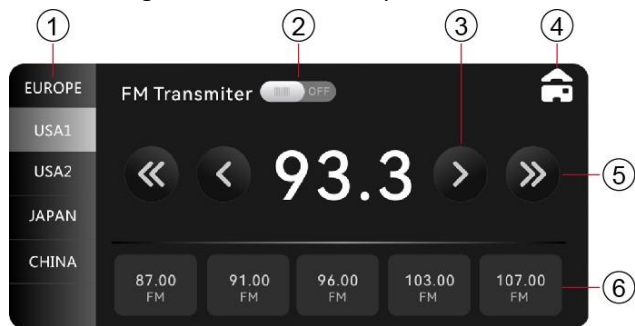 1 2 3 4
EUROPE
USA1
USA2
JAPAN
CHINA
FM Transmiter OFF
93.3
5
87.00 91.00 96.00 103.00 107.00
FM FM FM FM FM
6